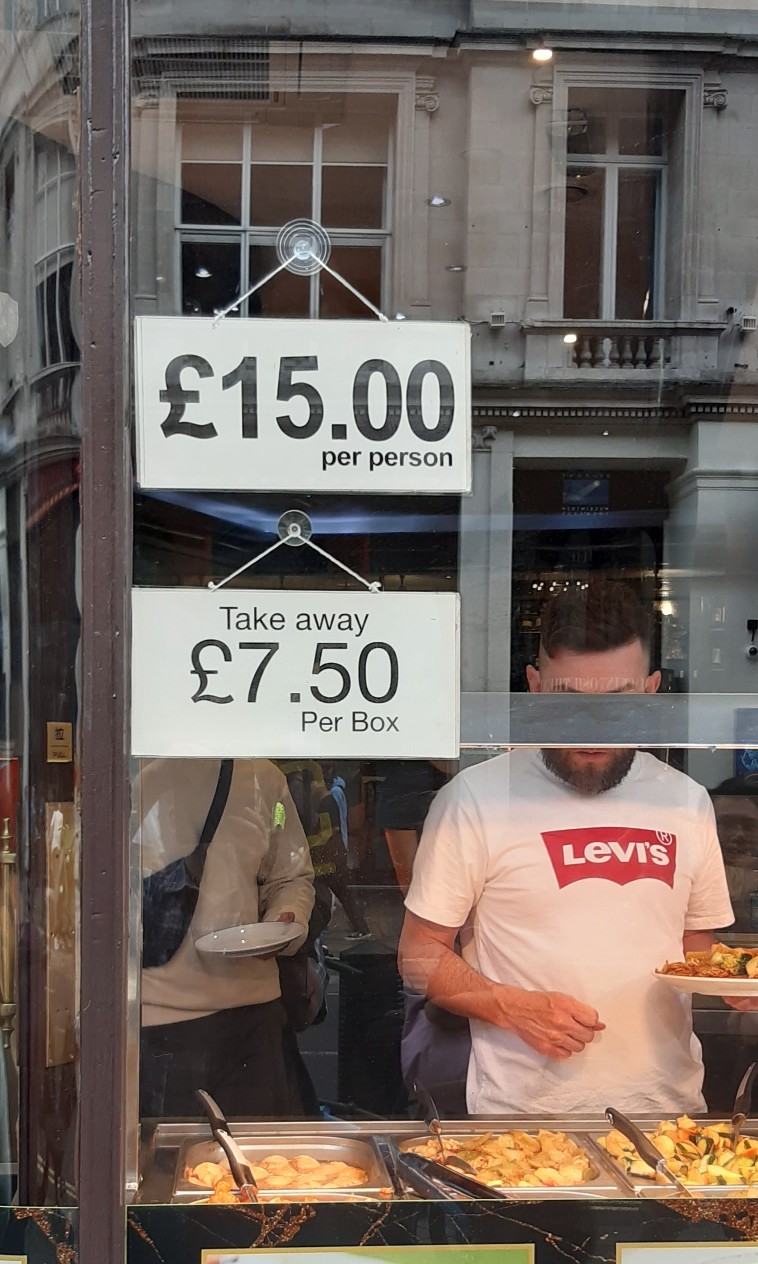 £15.00
per person
Take away
£7.50
Per Box
Levi's ®